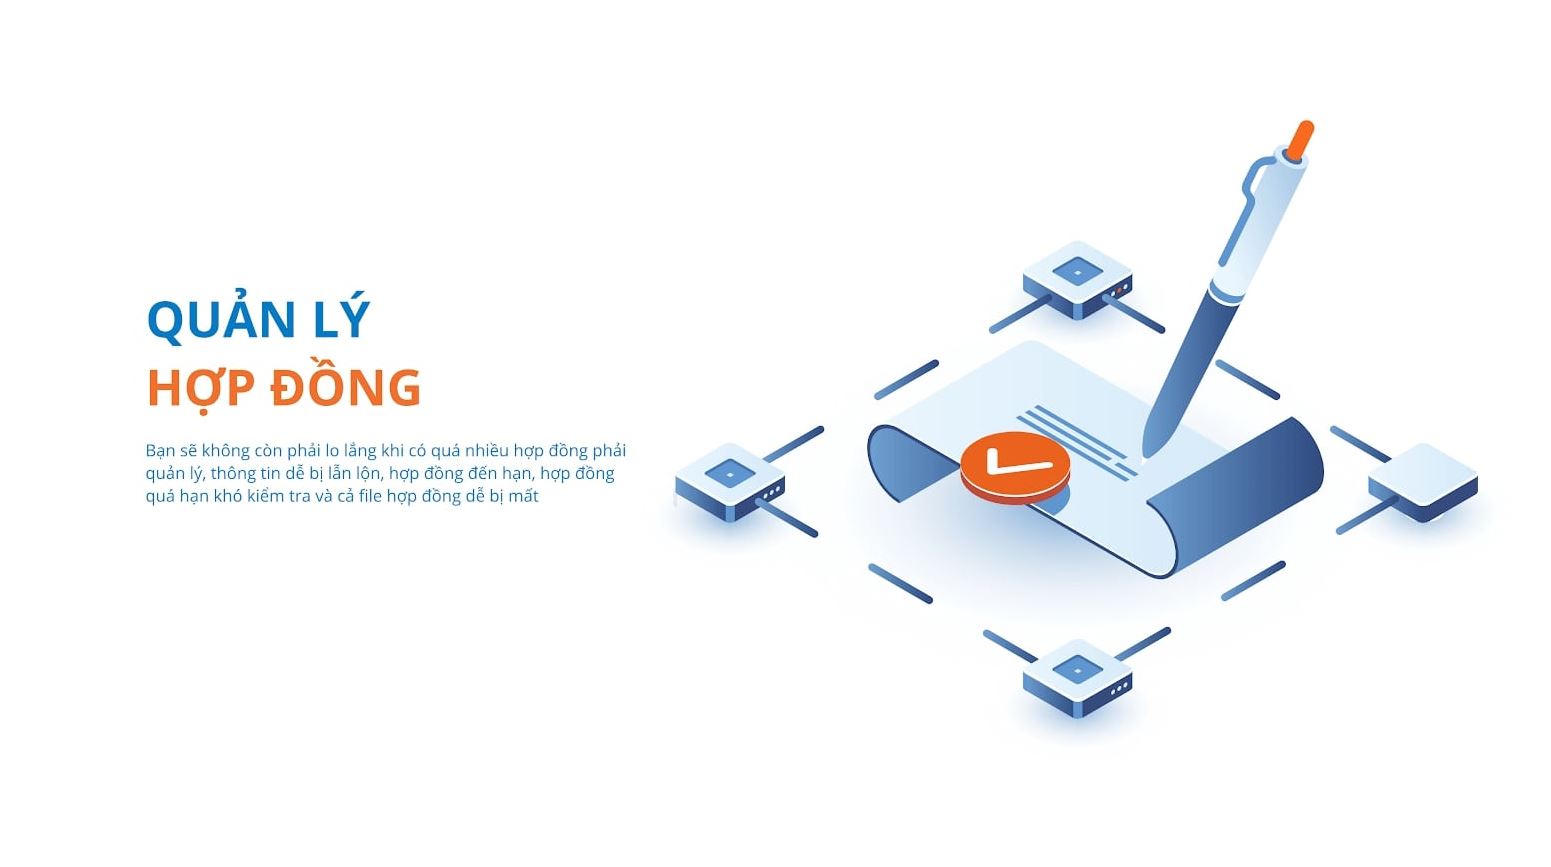 QUẢN LÝ
HỢP ĐỒNG
Bạn sẽ không còn phải lo lắng khi có quá nhiều hợp đồng phải
quản lý, thông tin dễ bị lẫn lộn, hợp đồng đến hạn, hợp đồng
quá hạn khó kiểm tra và cả file hợp đồng dễ bị mất